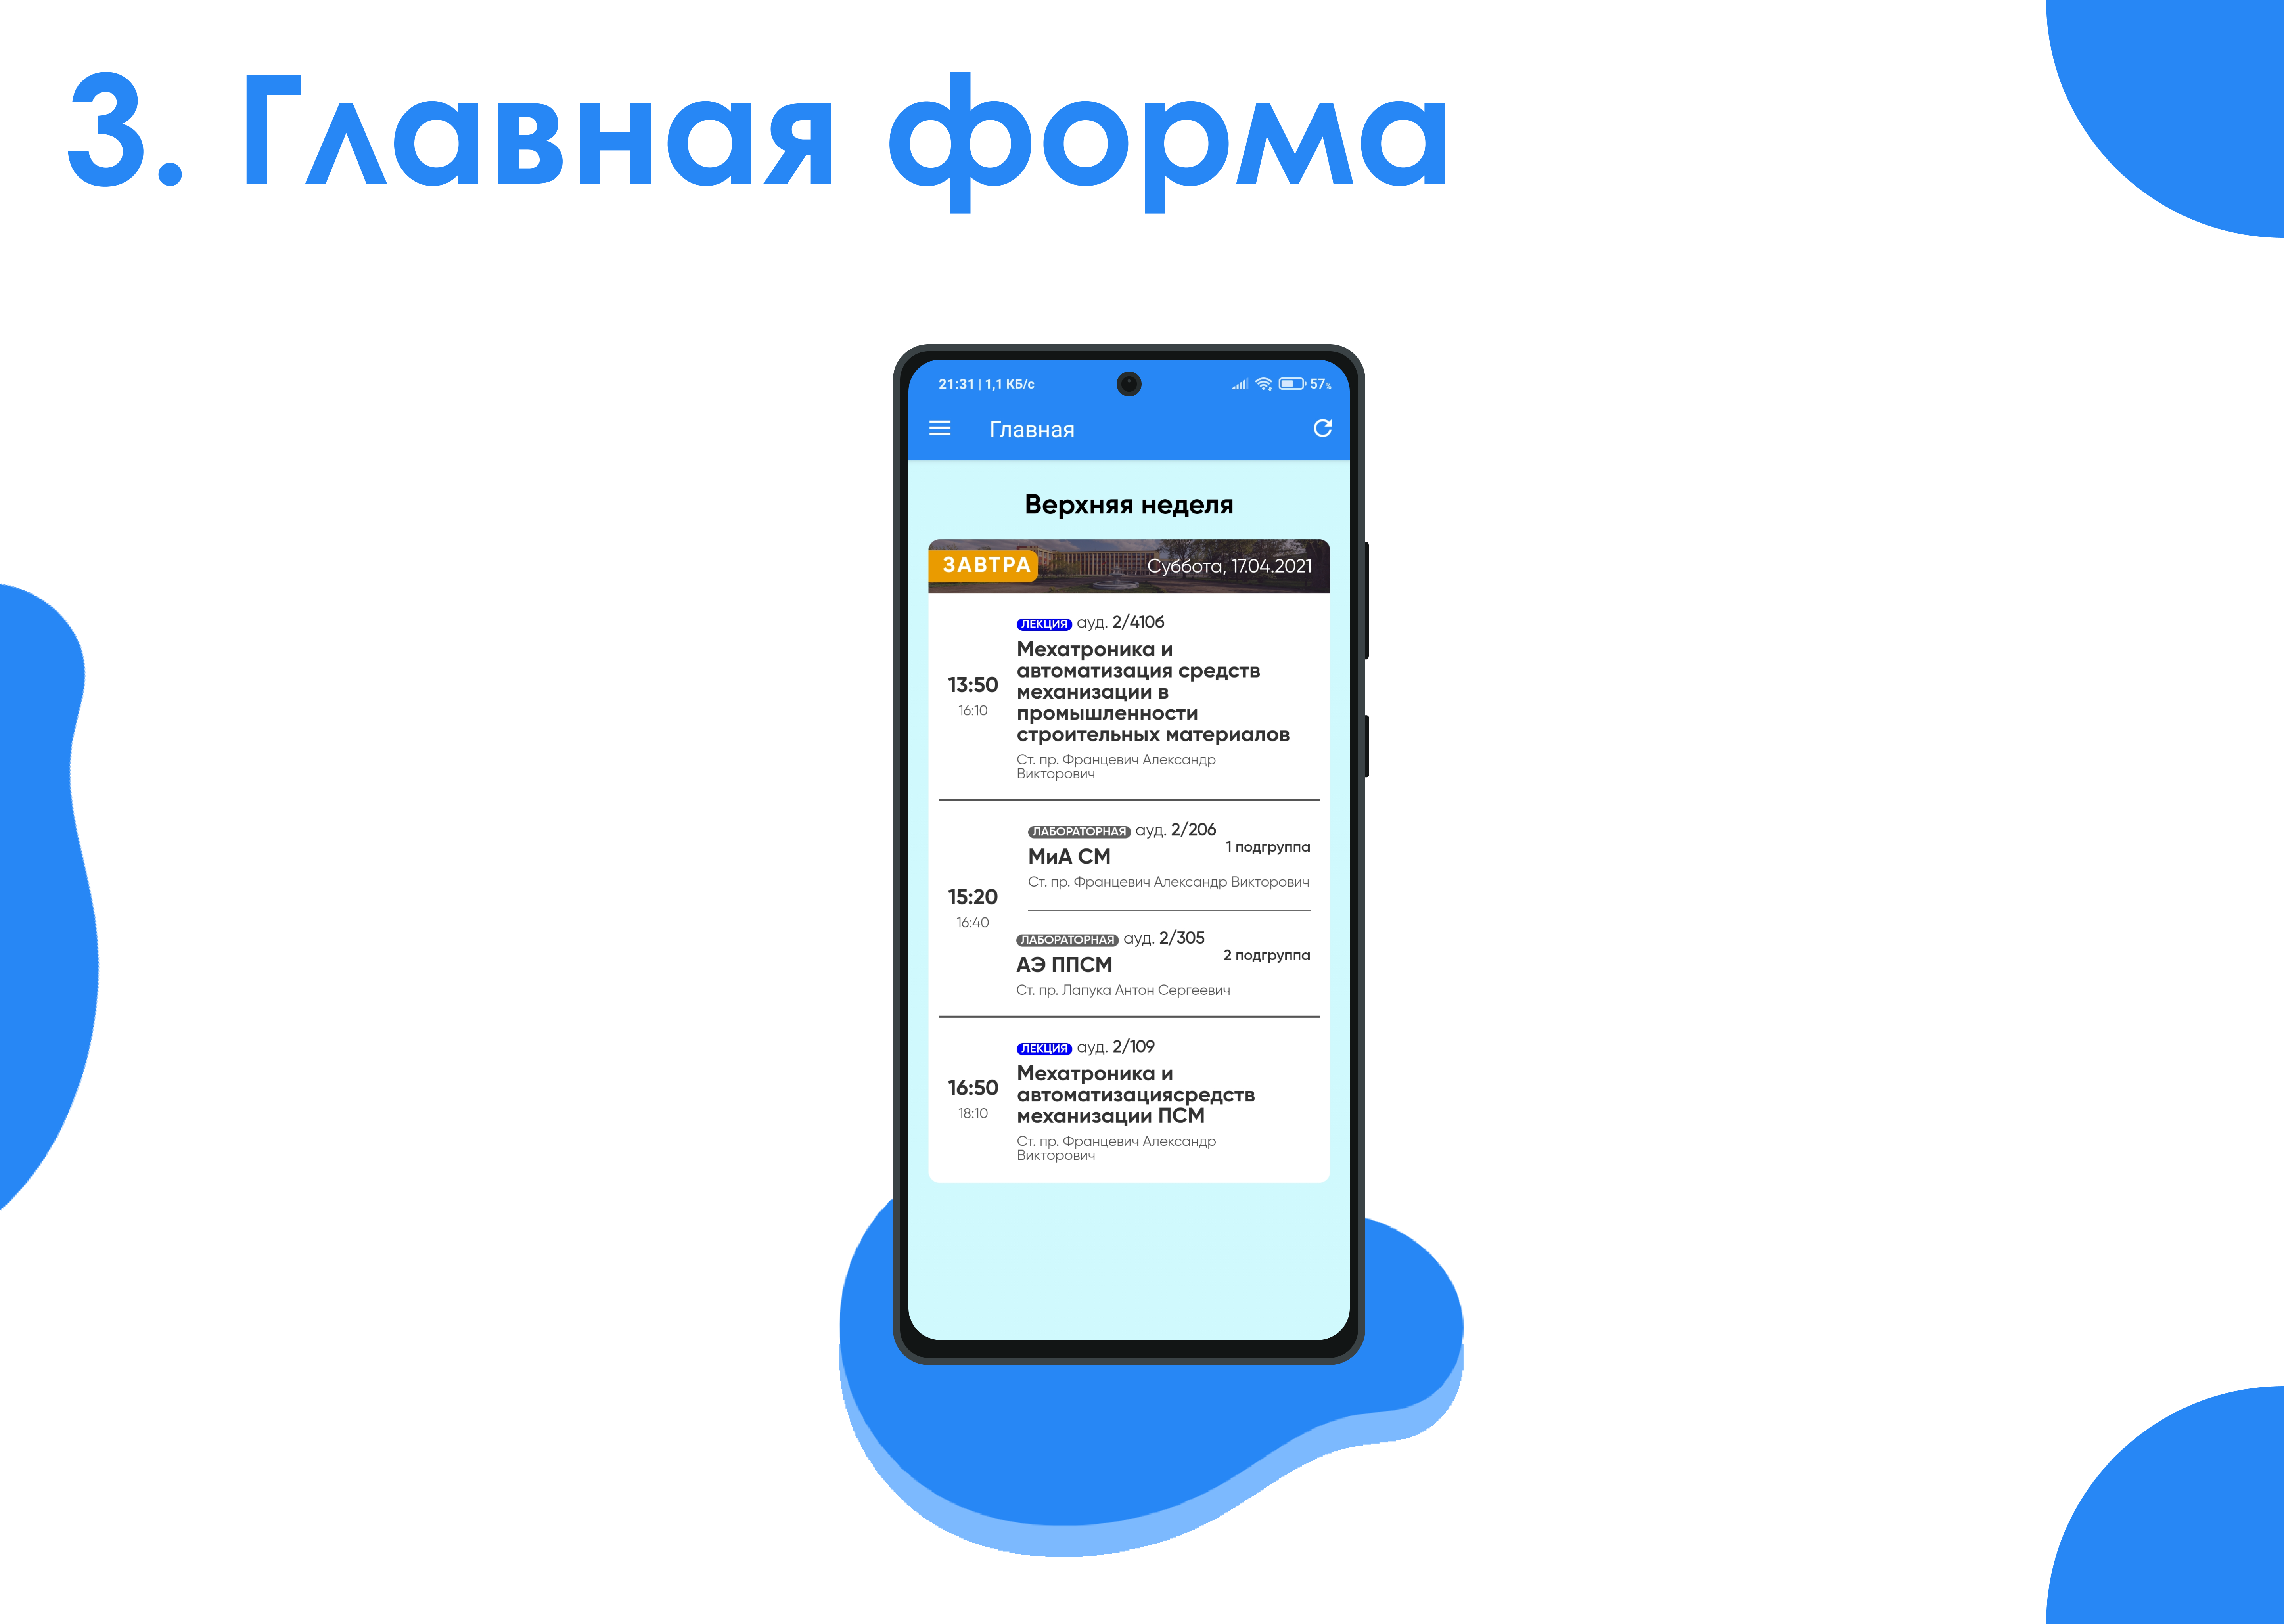 3. Главная форма
21:31 | 1,1 КБ/с 57%
Главная
Верхняя неделя
ЗАВТРА Суббота, 17.04.2021
ЛЕКЦИЯ ауд. 2/410б
13:50
16:10
Мехатроника и
автоматизация средств
механизации в
промышленности
строительных материалов
Ст. пр. Францевич Александр
Викторович
15:20
16:40
ЛАБОРАТОРНАЯ ауд. 2/206
1 подгруппа
МиА СМ
Ст. пр. Францевич Александр Викторович
ЛАБОРАТОРНАЯ ауд. 2/305
2 подгруппа
АЭ ППСМ
Ст. пр. Лапука Антон Сергеевич
16:50
18:10
ЛЕКЦИЯ ауд. 2/109
Мехатроника и
автоматизациясредств
механизации ПСМ
Ст. пр. Францевич Александр
Викторович